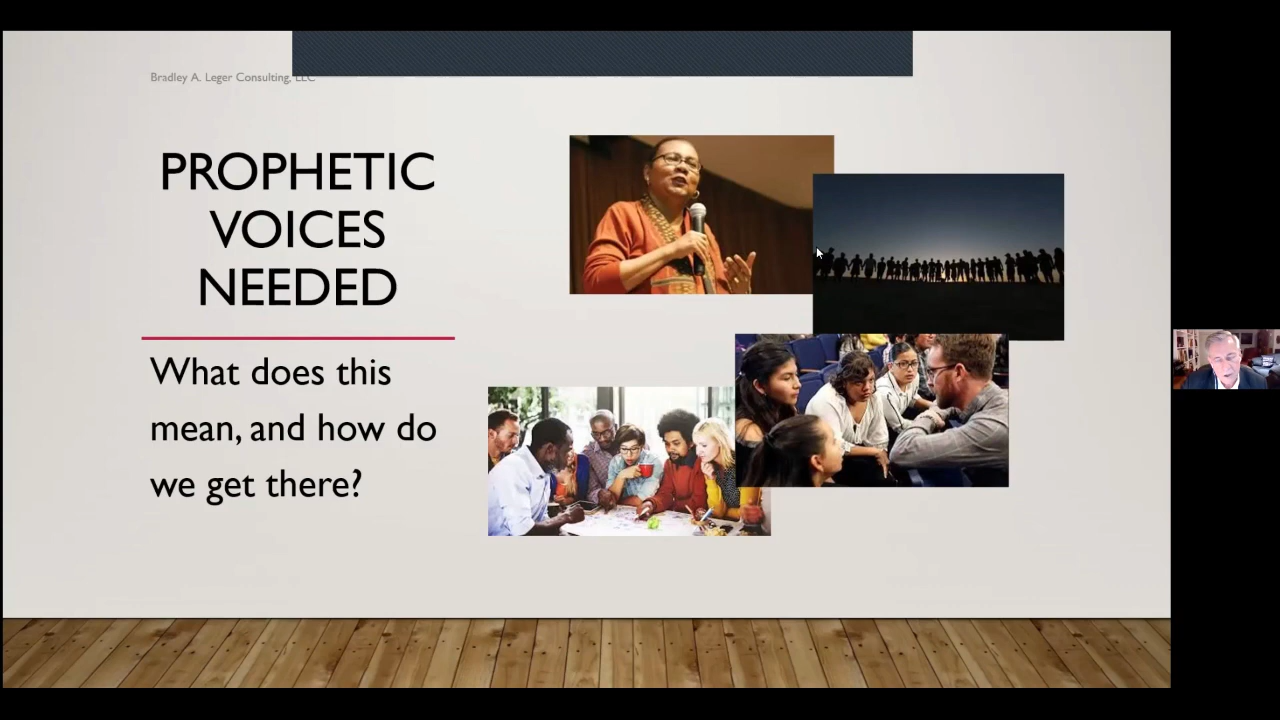 Bradley A. Leger Consulting, LLC
PROPHETIC
VOICES
NEEDED
What does this
mean, and how do
we get there?